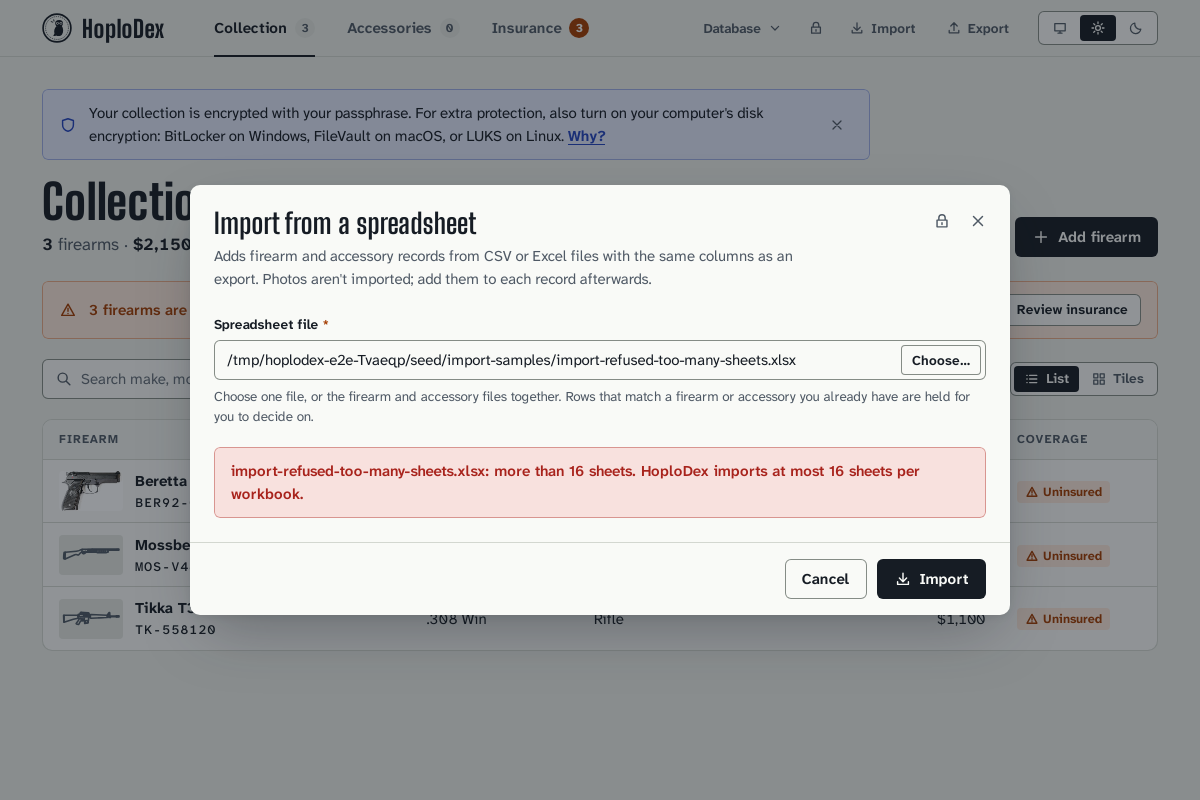 HoploDex
Collection 3
Accessories 0
Insurance 3
Database
Import
Export
Your collection is encrypted with your passphrase. For extra protection, also turn on your computer's disk
encryption: BitLocker on Windows, FileVault on macOS, or LUKS on Linux. Why?
3 firearms · $2,150
Add firearm
3 firearms are
Review insurance
Search make, mo
List
Tiles
Import from a spreadsheet
Adds firearm and accessory records from CSV or Excel files with the same columns as an
export. Photos aren't imported; add them to each record afterwards.
Spreadsheet file *
/tmp/hoplodex-e2e-Tvaeqp/seed/import-samples/import-refused-too-many-sheets.xlsx
Choose...
Choose one file, or the firearm and accessory files together. Rows that match a firearm or accessory you already have are held for
you to decide on.
import-refused-too-many-sheets.xlsx: more than 16 sheets. HoploDex imports at most 16 sheets per
workbook.
Cancel
Import
FIREARM
COVERAGE
Beretta
BER92-
Uninsured
MOS-V4
Uninsured
Tikka
TK-558120
.308 Win
Rifle
$1,100
Uninsured